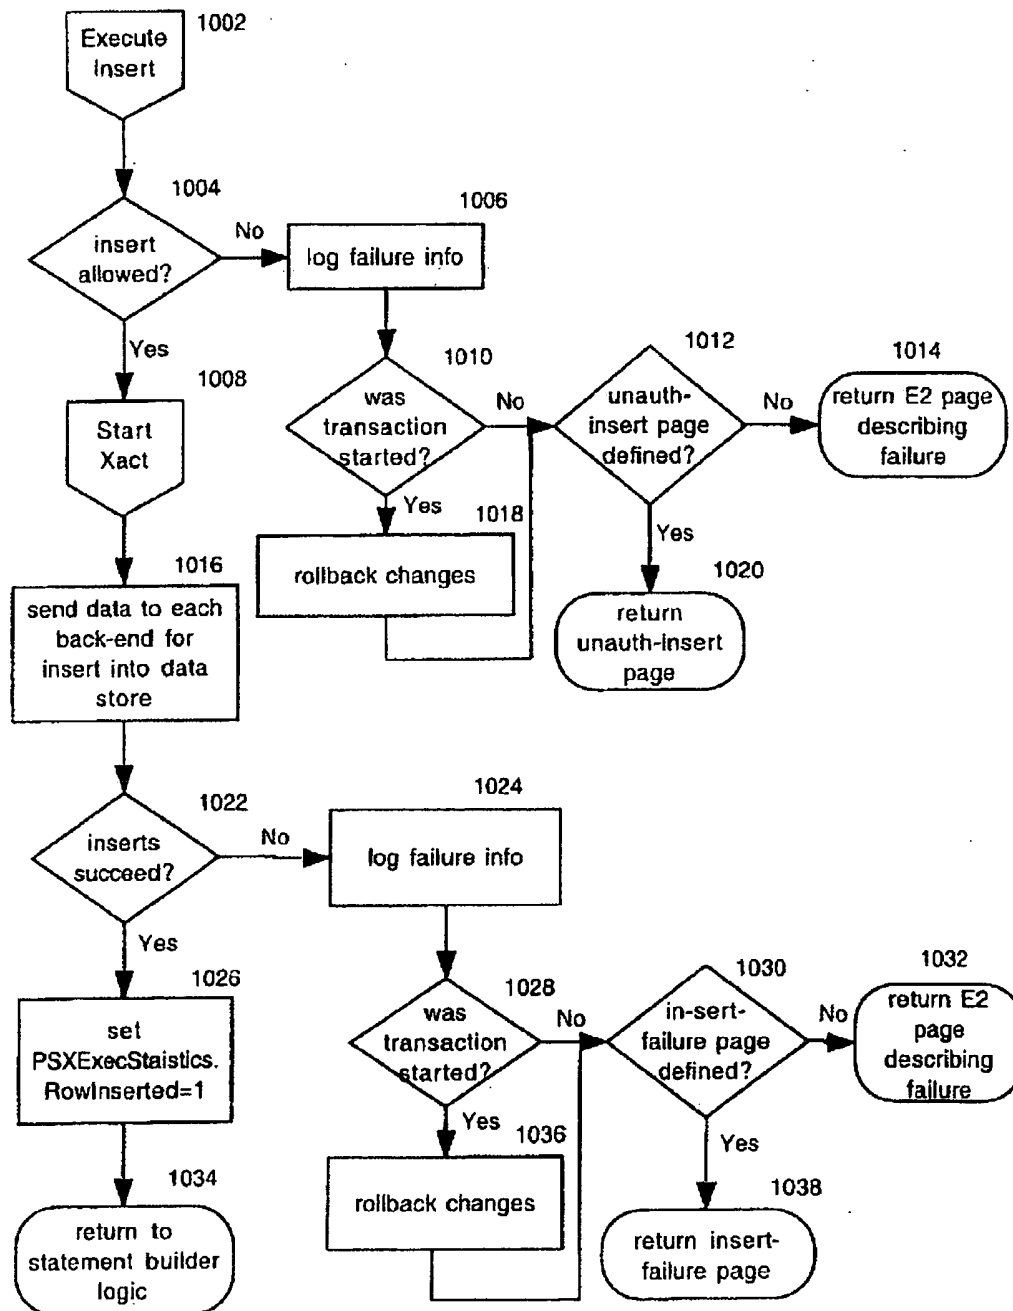 1002
Execute
Insert
1004
insert
allowed?
No
1006
log failure info
Yes
1008
Start
Xact
1010
was
transaction
started?
No
1012
unauth-
insert page
defined?
No
1014
return E2 page
describing
failure
Yes
1018
rollback changes
Yes
1020
return
unauth-insert
page
1016
send data to each
back-end for
insert into data
store
1022
inserts
succeed?
No
1024
log failure info
Yes
1026
set
PSXExecStaistics.
RowInserted=1
1028
was
transaction
started?
No
1030
in-sert-
failure page
defined?
No
1032
return E2
page
describing
failure
Yes
1036
rollback changes
Yes
1038
return insert-
failure page
1034
return to
statement builder
logic